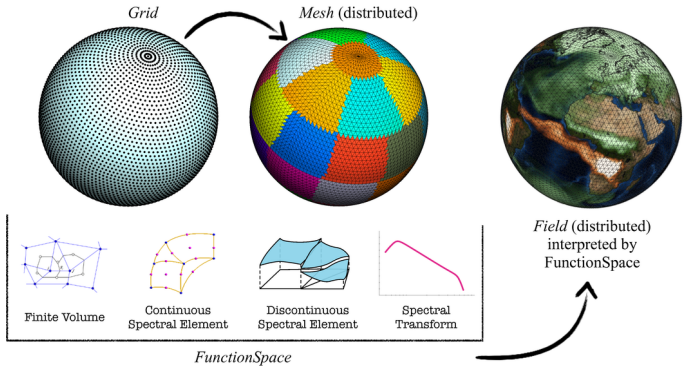 Grid
Mesh (distributed)
Field (distributed)
interpreted by
FunctionSpace
Finite Volume
Continuous
Spectral Element
Discontinuous
Spectral Element
Spectral
Transform
FunctionSpace